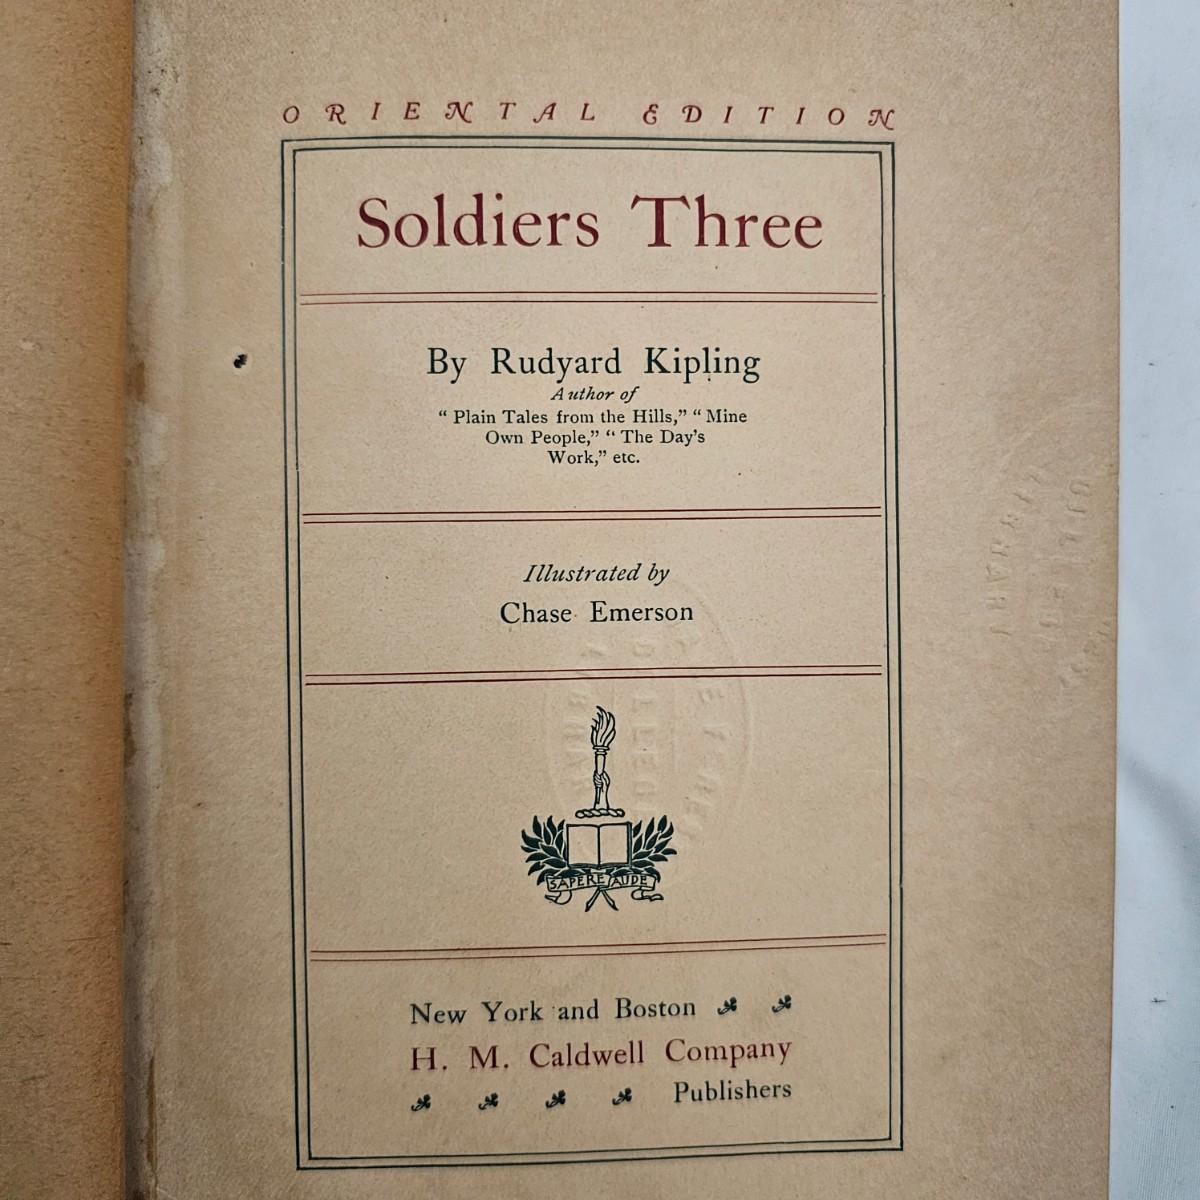 ORIENTAL EDITION
Soldiers Three
By Rudyard Kipling
Author of
“ Plain Tales from the Hills,” “ Mine
Own People,” “ The Day’s
Work,” etc.
Illustrated by
Chase Emerson
SAPERE AUDE
New York and Boston
H. M. Caldwell Company
Publishers